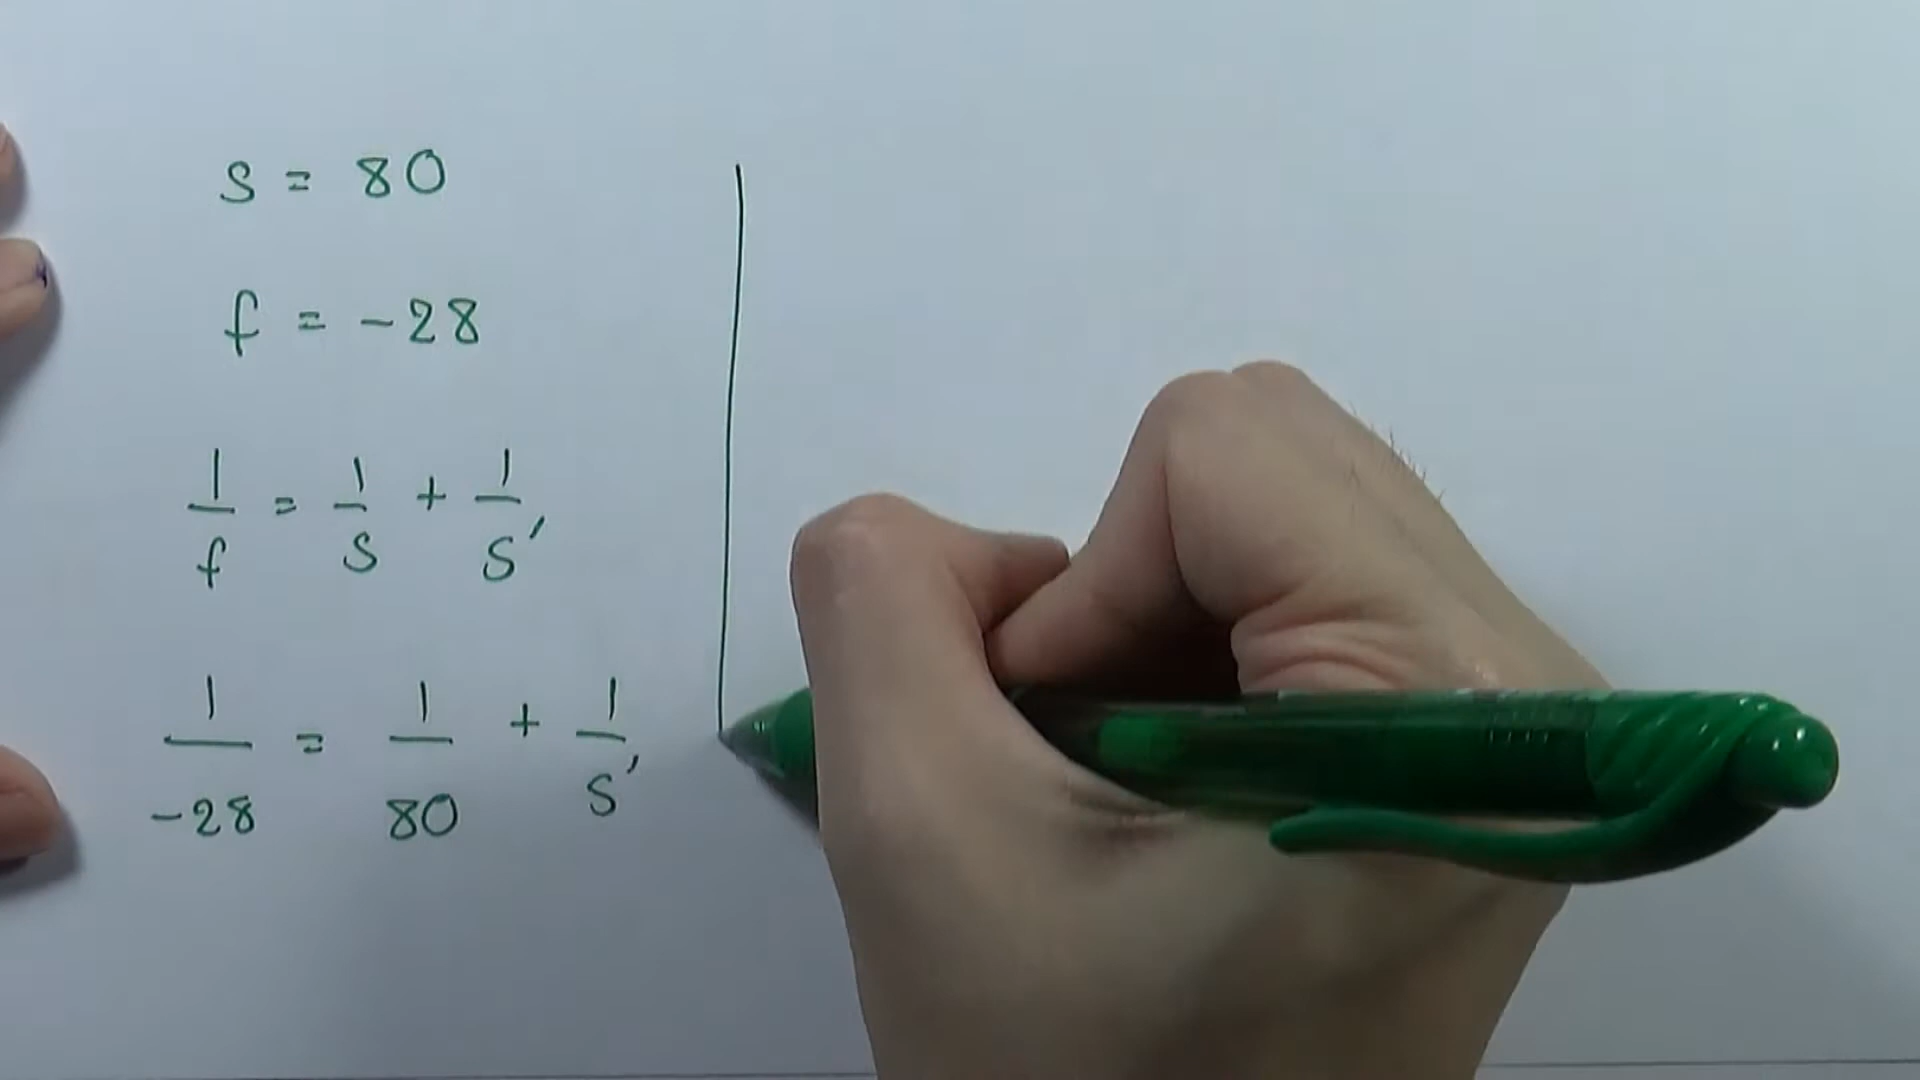 s = 80
f = -28
1/f = 1/s + 1/s'
1/-28 = 1/80 + 1/s'